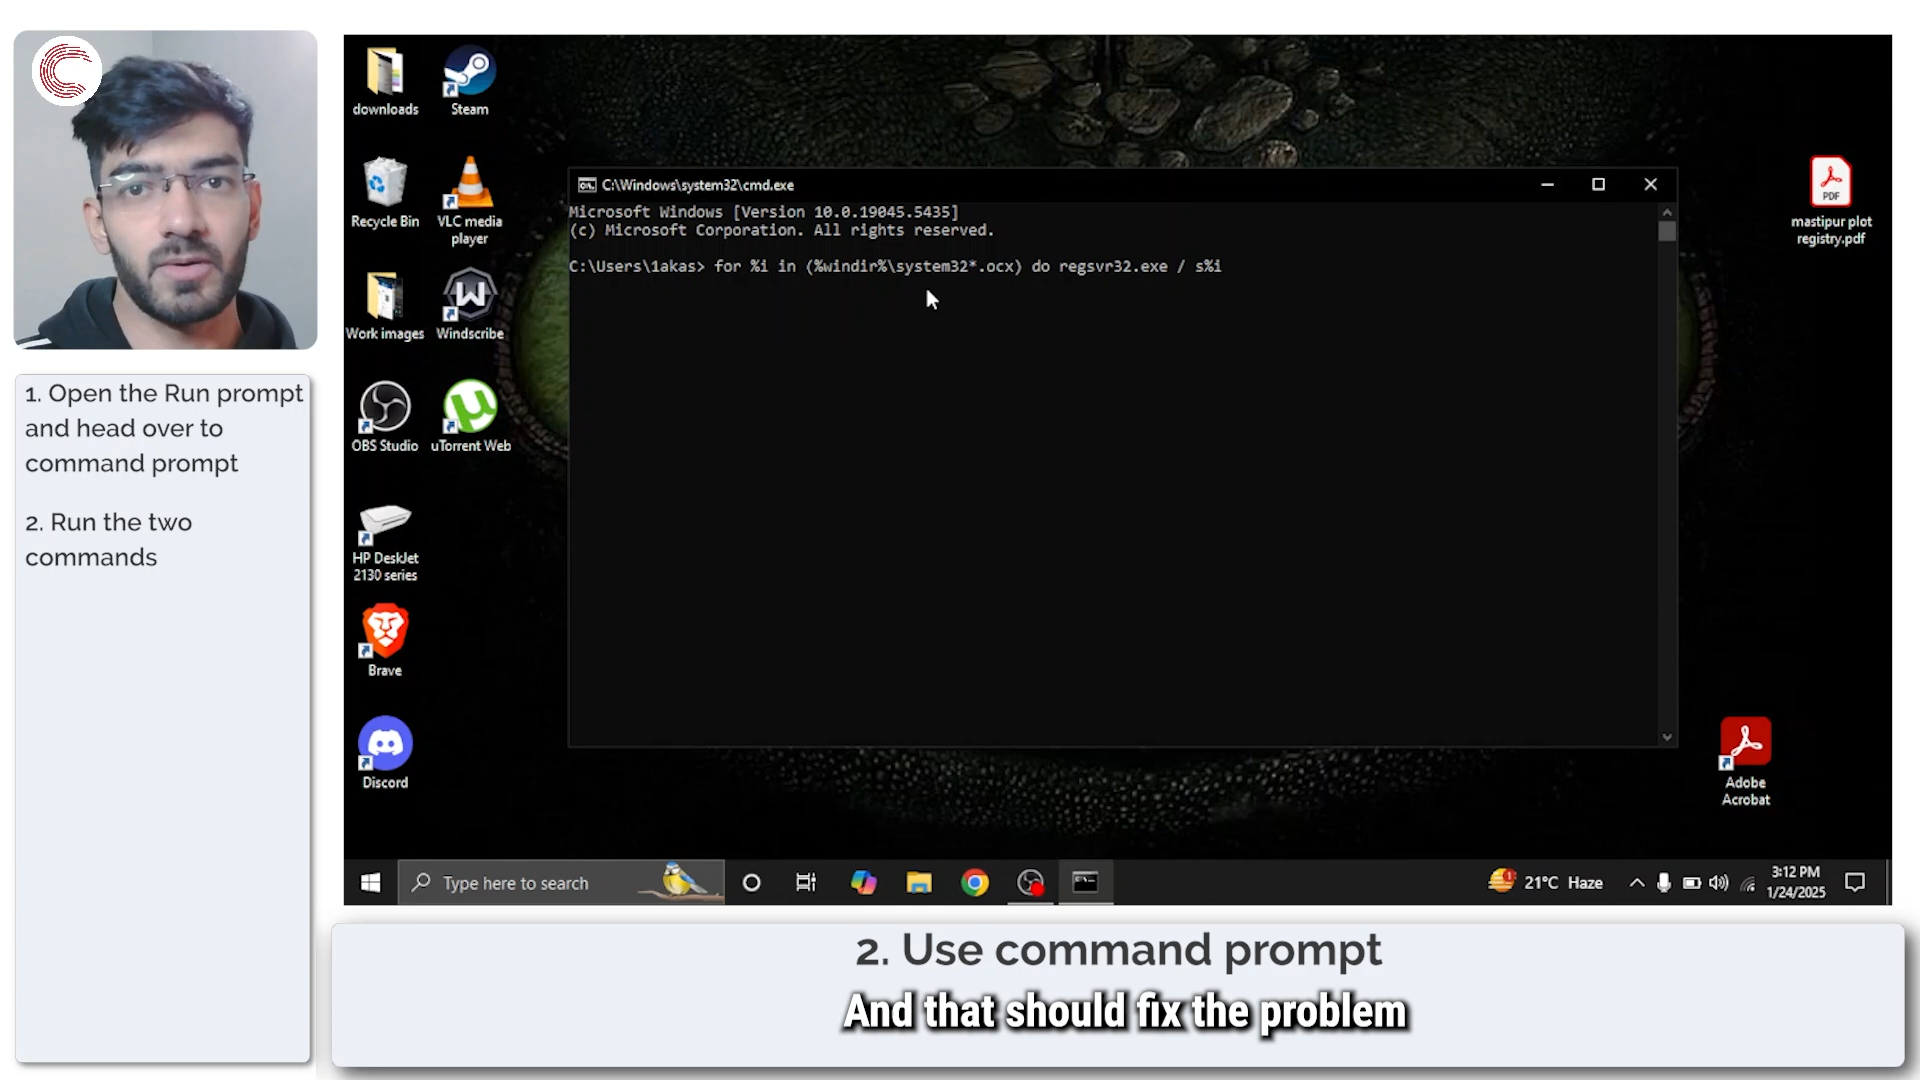 1. Open the Run prompt
and head over to
command prompt
2. Run the two
commands
downloads
Steam
Recycle Bin
VLC media
player
Work images
Windscribe
OBS Studio
uTorrent Web
HP DeskJet
2130 series
Brave
Discord
C:\Windows\system32\cmd.exe
Microsoft Windows [Version 10.0.19045.5435]
(c) Microsoft Corporation. All rights reserved.
C:\Users\1akas> for %i in (%windir%\system32*.ocx) do regsvr32.exe / s%i
PDF
mastipur plot
registry.pdf
Adobe
Acrobat
Type here to search
1
21°C Haze
3:12 PM
1/24/2025
2. Use command prompt
And that should fix the problem